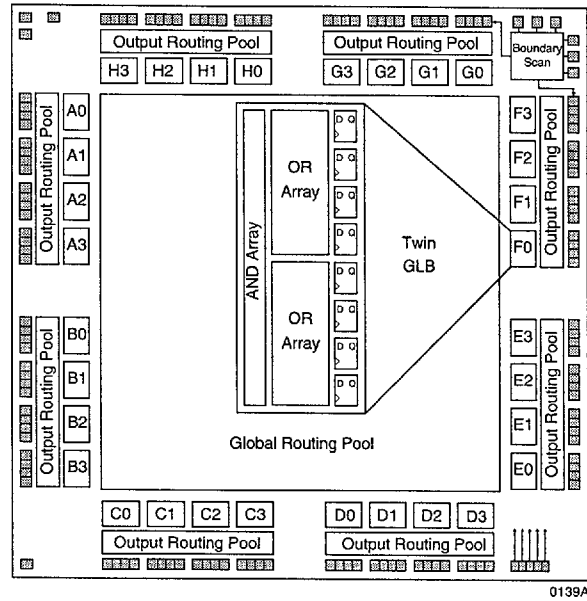 Output Routing Pool
Output Routing Pool
Boundary
Scan
H3 H2 H1 H0
G3 G2 G1 G0
Output Routing Pool
A0
A1
A2
A3
F3
F2
F1
F0
Output Routing Pool
AND Array
OR
Array
D Q
D Q
D Q
D Q
OR
Array
D Q
D Q
D Q
D Q
Twin
GLB
Output Routing Pool
B0
B1
B2
B3
E3
E2
E1
E0
Output Routing Pool
Global Routing Pool
C0 C1 C2 C3
D0 D1 D2 D3
Output Routing Pool
Output Routing Pool
0139A